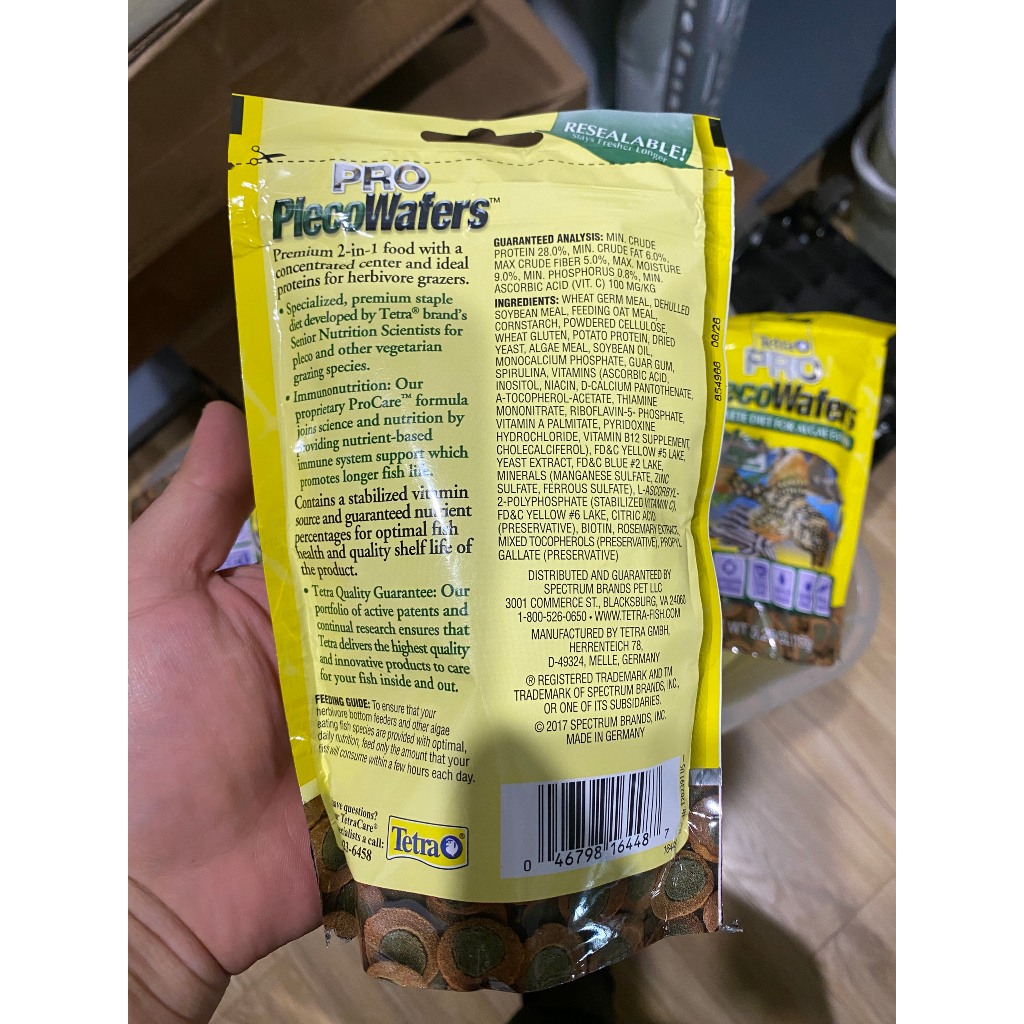 RESEALABLE!
Stays Fresher Longer
PRO
PlecoWafers™
Premium 2-in-1 food with a
concentrated center and ideal
proteins for herbivore grazers.
• Specialized, premium staple
diet developed by Tetra® brand's
Senior Nutrition Scientists for
pleco and other vegetarian
grazing species.
• Immunonutrition: Our
proprietary ProCare™ formula
joins science and nutrition by
providing nutrient-based
immune system support which
promotes longer fish life.
Contains a stabilized vitamin
source and guaranteed nutrient
percentages for optimal fish
health and quality shelf life of
the product.
• Tetra Quality Guarantee: Our
portfolio of active patents and
continual research ensures that
Tetra delivers the highest quality
and innovative products to care
for your fish inside and out.
FEEDING GUIDE: To ensure that your
herbivore bottom feeders and other algae
eating fish species are provided with optimal,
daily nutrition, feed only the amount that your
fish will consume within a few hours each day.
questions?
TetraCare®
a call:
-6458
Tetra®
GUARANTEED ANALYSIS: MIN. CRUDE
PROTEIN 28.0%, MIN. CRUDE FAT 6.0%,
MAX CRUDE FIBER 5.0%, MAX. MOISTURE
9.0%, MIN. PHOSPHORUS 0.8%, MIN.
ASCORBIC ACID (VIT. C) 100 MG/KG
INGREDIENTS: WHEAT GERM MEAL, DEHULLED
SOYBEAN MEAL, FEEDING OAT MEAL,
CORNSTARCH, POWDERED CELLULOSE,
WHEAT GLUTEN, POTATO PROTEIN, DRIED
YEAST, ALGAE MEAL, SOYBEAN OIL,
MONOCALCIUM PHOSPHATE, GUAR GUM,
SPIRULINA, VITAMINS (ASCORBIC ACID,
INOSITOL, NIACIN, D-CALCIUM PANTOTHENATE,
A-TOCOPHEROL-ACETATE, THIAMINE
MONONITRATE, RIBOFLAVIN-5- PHOSPHATE,
VITAMIN A PALMITATE, PYRIDOXINE
HYDROCHLORIDE, VITAMIN B12 SUPPLEMENT,
CHOLECALCIFEROL), FD&C YELLOW #5 LAKE,
YEAST EXTRACT, FD&C BLUE #2 LAKE,
MINERALS (MANGANESE SULFATE, ZINC
SULFATE, FERROUS SULFATE), L-ASCORBYL-
2-POLYPHOSPHATE (STABILIZED VITAMIN C),
FD&C YELLOW #6 LAKE, CITRIC ACID
(PRESERVATIVE), BIOTIN, ROSEMARY EXTRACT,
MIXED TOCOPHEROLS (PRESERVATIVE), PROPYL
GALLATE (PRESERVATIVE)
DISTRIBUTED AND GUARANTEED BY
SPECTRUM BRANDS PET LLC
3001 COMMERCE ST., BLACKSBURG, VA 24060
1-800-526-0650 • WWW.TETRA-FISH.COM
MANUFACTURED BY TETRA GMBH,
HERRENTEICH 78,
D-49324, MELLE, GERMANY
® REGISTERED TRADEMARK AND TM
TRADEMARK OF SPECTRUM BRANDS, INC.,
OR ONE OF ITS SUBSIDARIES.
© 2017 SPECTRUM BRANDS, INC.
MADE IN GERMANY
0 46798 16448 7
854966 06/26
Tetra
PRO
ecoWafers
DIET FOR ALGAE